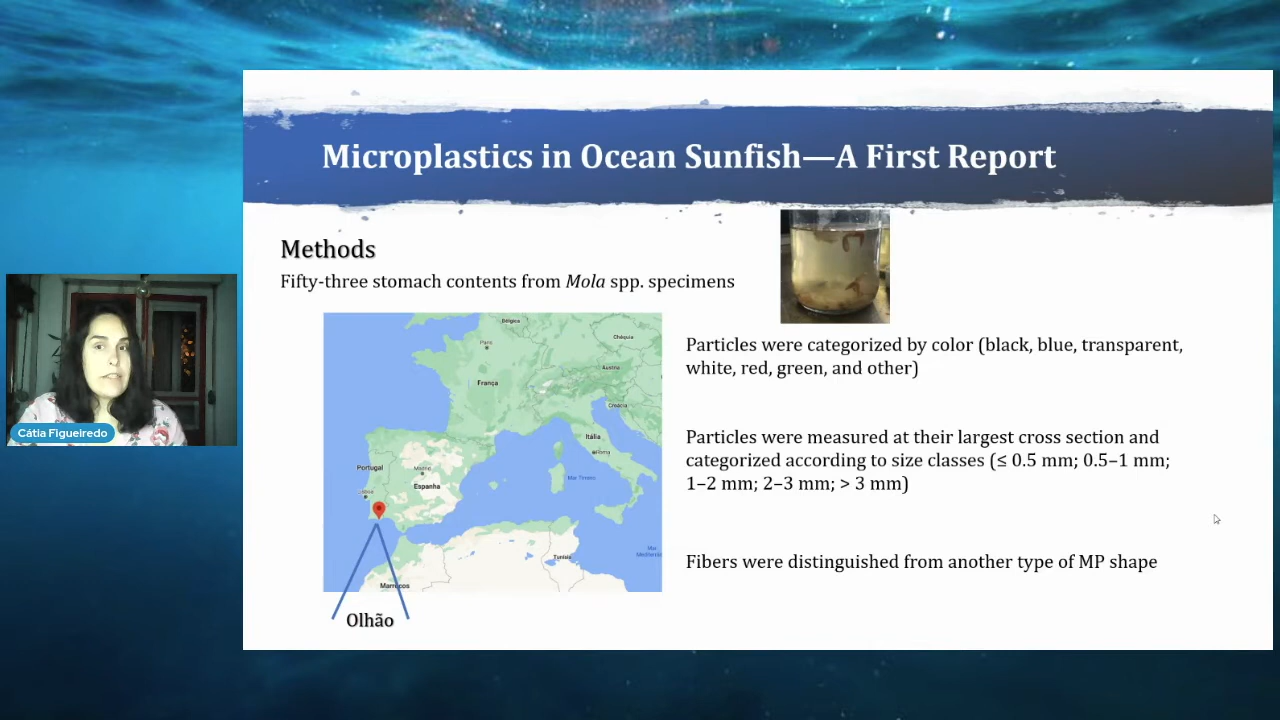 Microplastics in Ocean Sunfish—A First Report
Methods
Fifty-three stomach contents from Mola spp. specimens
Particles were categorized by color (black, blue, transparent,
white, red, green, and other)
Particles were measured at their largest cross section and
categorized according to size classes (≤ 0.5 mm; 0.5–1 mm;
1–2 mm; 2–3 mm; > 3 mm)
Fibers were distinguished from another type of MP shape
Bélgica
Paris
Chéquia
França
Áustria
Croácia
Itália
Roma
Portugal
Lisboa
Madrid
Espanha
Mar Tirreno
Tunísia
Mar
Mediterrâneo
Marrocos
Olhão
Cátia Figueiredo